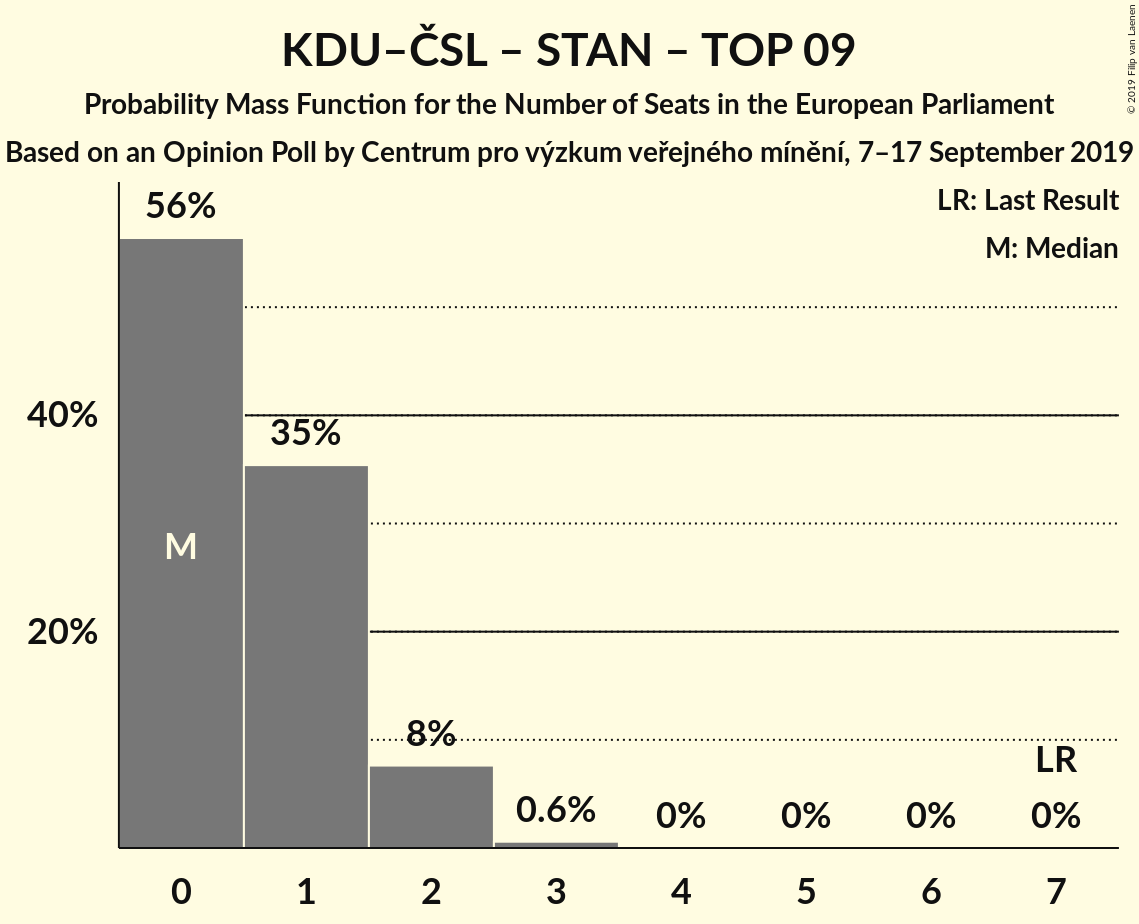 KDU–ČSL – STAN – TOP 09
Probability Mass Function for the Number of Seats in the European Parliament
Based on an Opinion Poll by Centrum pro výzkum veřejného mínění, 7–17 September 2019
© 2019 Filip van Laenen
LR: Last Result
M: Median
56%
40%
35%
M
20%
8%
LR
0.6%
0%
0%
0%
0%
0 1 2 3 4 5 6 7